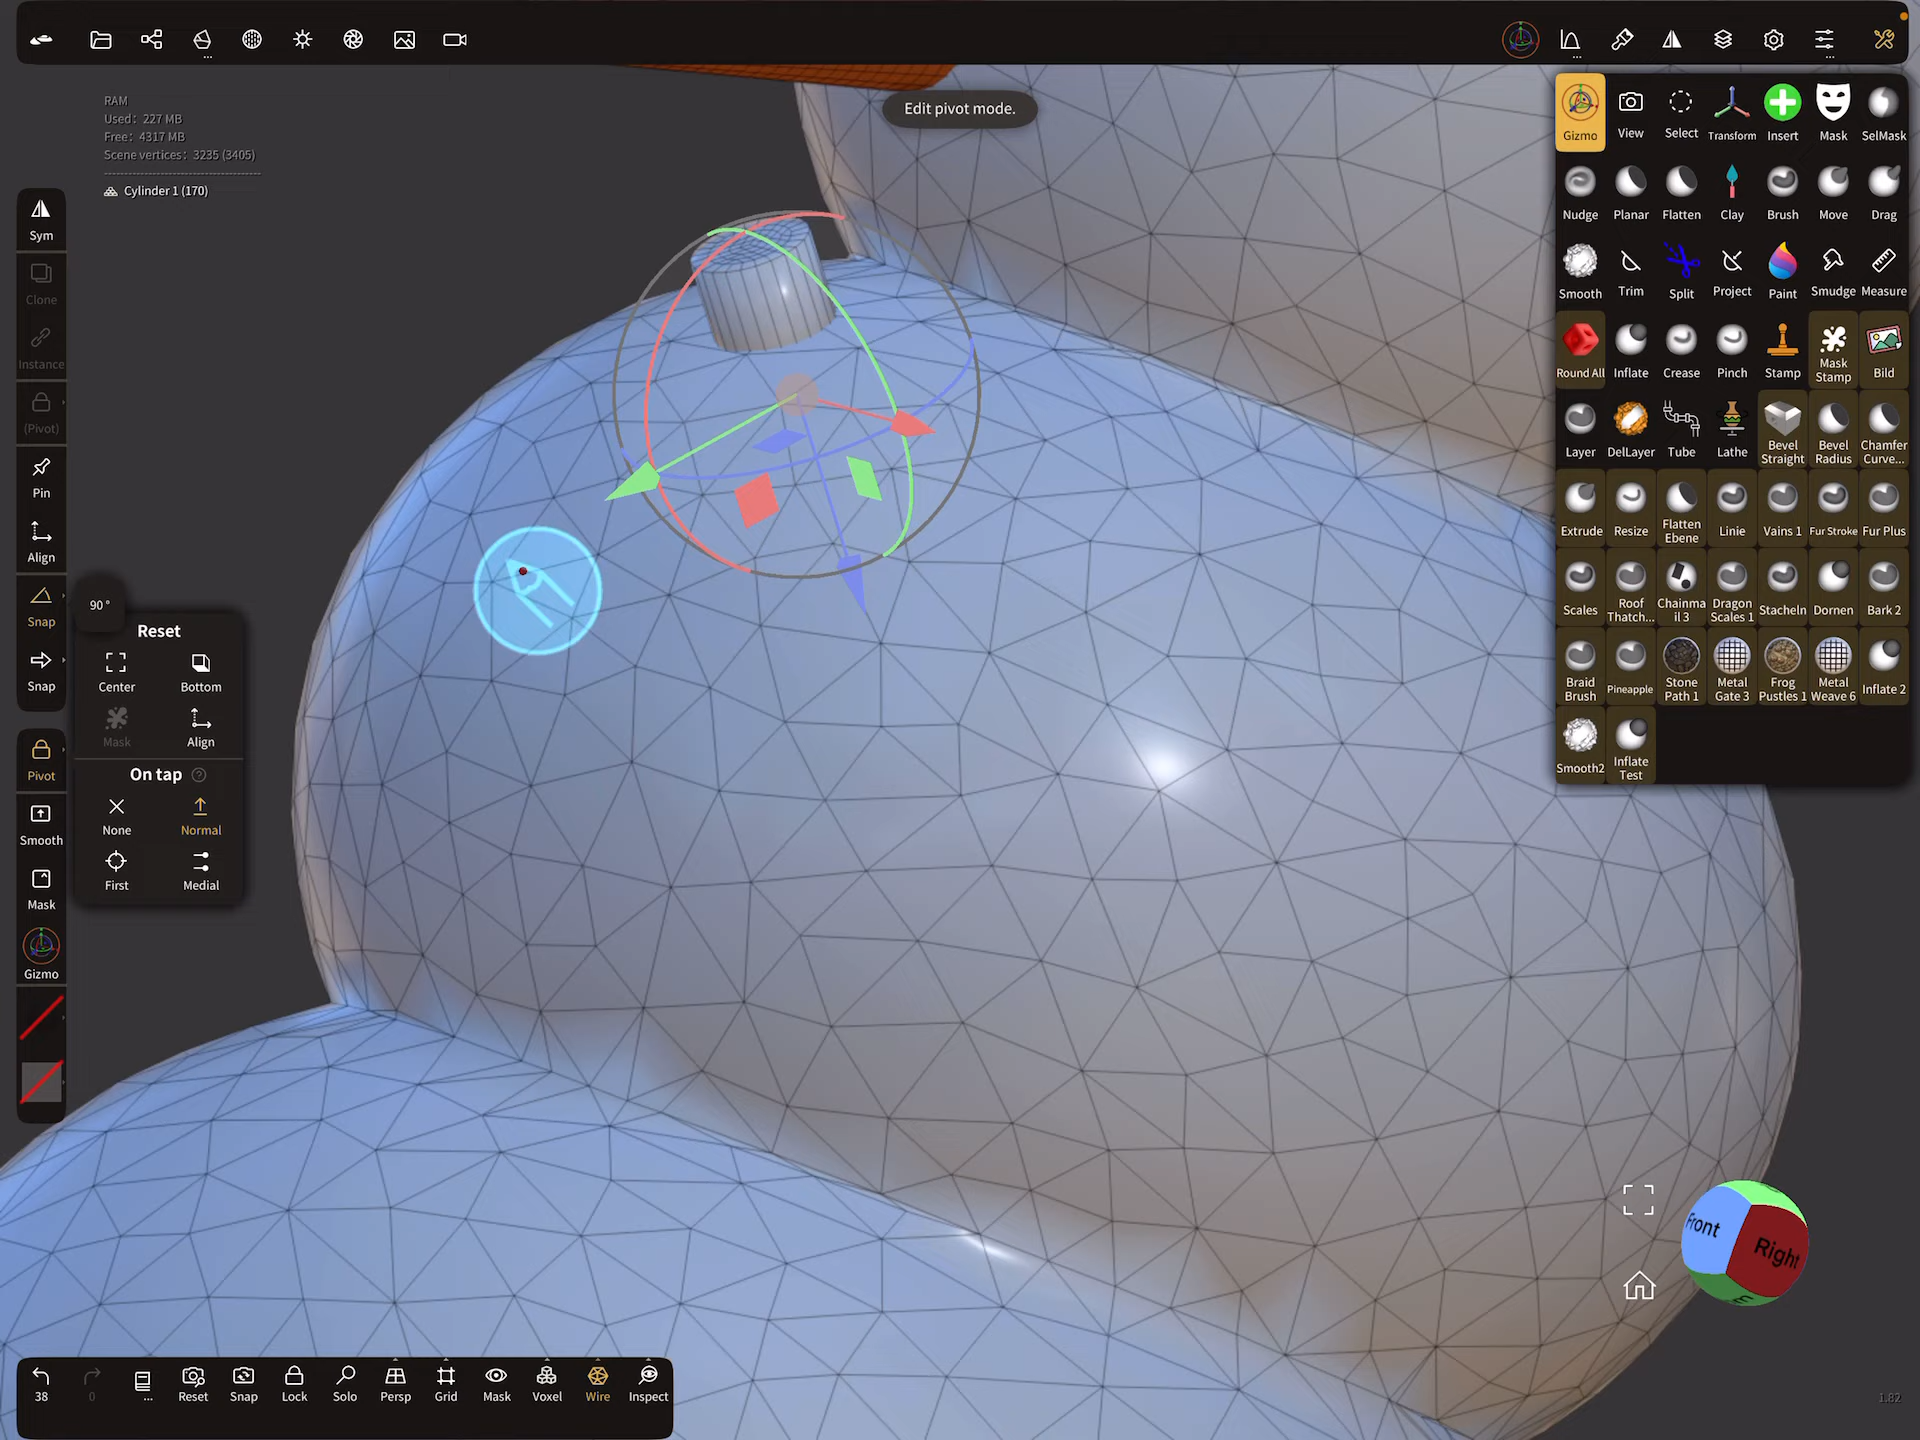 RAM
Used: 227 MB
Free: 4317 MB
Scene vertices: 3235 (3405)
Cylinder 1 (170)
Edit pivot mode.
Sym
Clone
Instance
(Pivot)
Pin
Align
Snap
Snap
Pivot
Smooth
Mask
Gizmo
90 °
Reset
Center Bottom
Mask Align
On tap ?
None Normal
First Medial
Gizmo View Select Transform Insert Mask SelMask
Nudge Planar Flatten Clay Brush Move Drag
Smooth Trim Split Project Paint Smudge Measure
Round All Inflate Crease Pinch Stamp Mask Stamp Bild
Layer DelLayer Tube Lathe Bevel Straight Bevel Radius Chamfer Curve...
Extrude Resize Flatten Ebene Linie Vains 1 Fur Stroke Fur Plus
Scales Roof Thatch... Chainma il 3 Dragon Scales 1 Stacheln Dornen Bark 2
Braid Brush Pineapple Stone Path 1 Metal Gate 3 Frog Pustles 1 Metal Weave 6 Inflate 2
Smooth2 Inflate Test
Front Right
38 0 ... Reset Snap Lock Solo Persp Grid Mask Voxel Wire Inspect
1.82